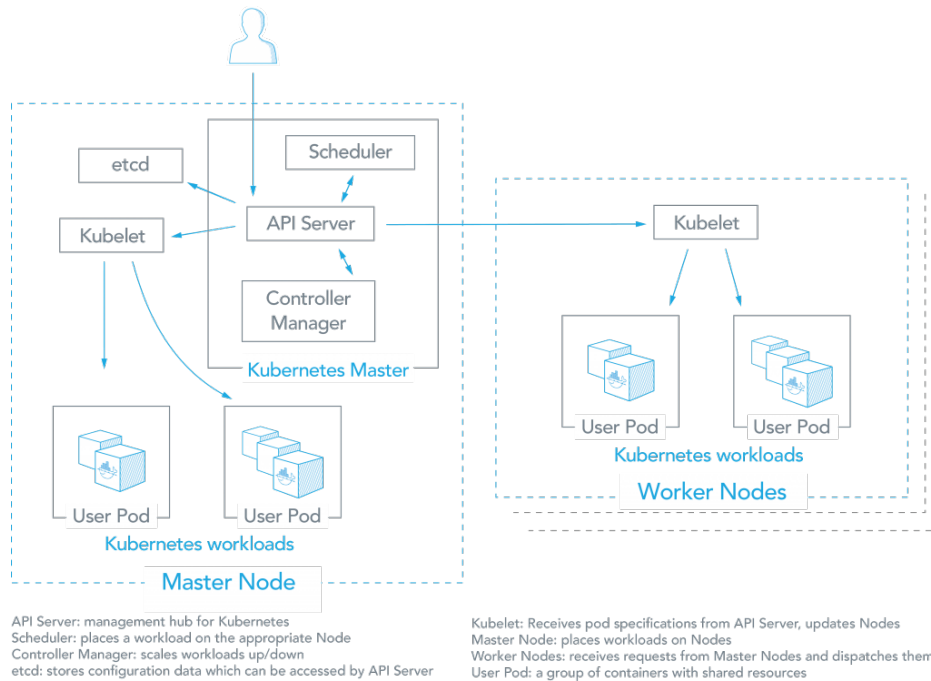 Scheduler
etcd
API Server
Kubelet
Controller
Manager
Kubernetes Master
User Pod
User Pod
Kubernetes workloads
Master Node
Kubelet
User Pod
User Pod
Kubernetes workloads
Worker Nodes
API Server: management hub for Kubernetes
Scheduler: places a workload on the appropriate Node
Controller Manager: scales workloads up/down
etcd: stores configuration data which can be accessed by API Server
Kubelet: Receives pod specifications from API Server, updates Nodes
Master Node: places workloads on Nodes
Worker Nodes: receives requests from Master Nodes and dispatches them
User Pod: a group of containers with shared resources